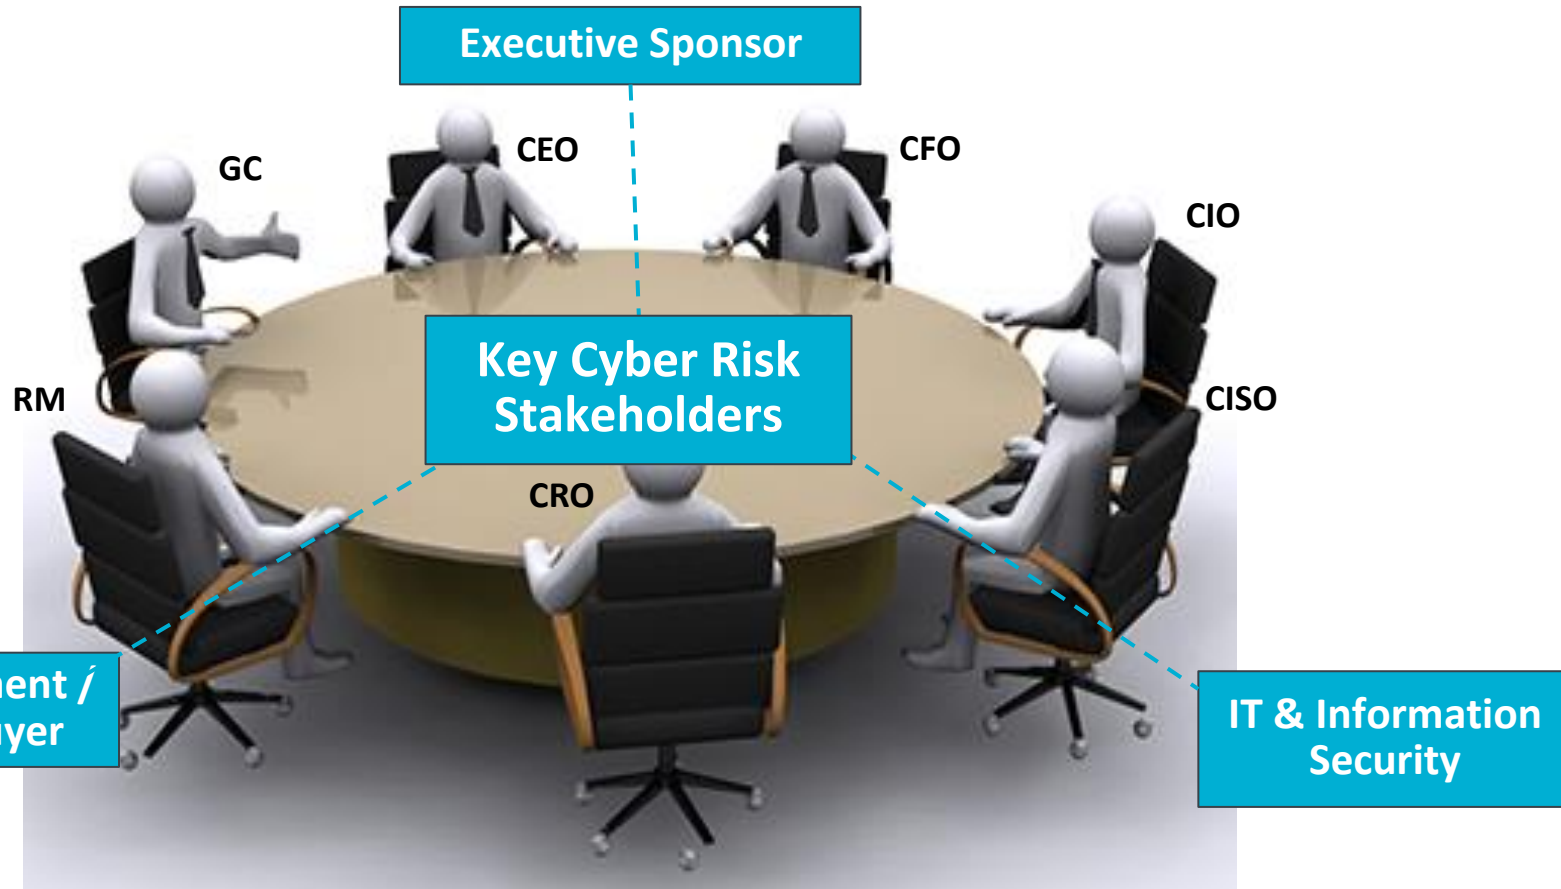 Executive Sponsor
CEO
CFO
GC
CIO
Key Cyber Risk
Stakeholders
RM
CISO
CRO
/
IT & Information
Security